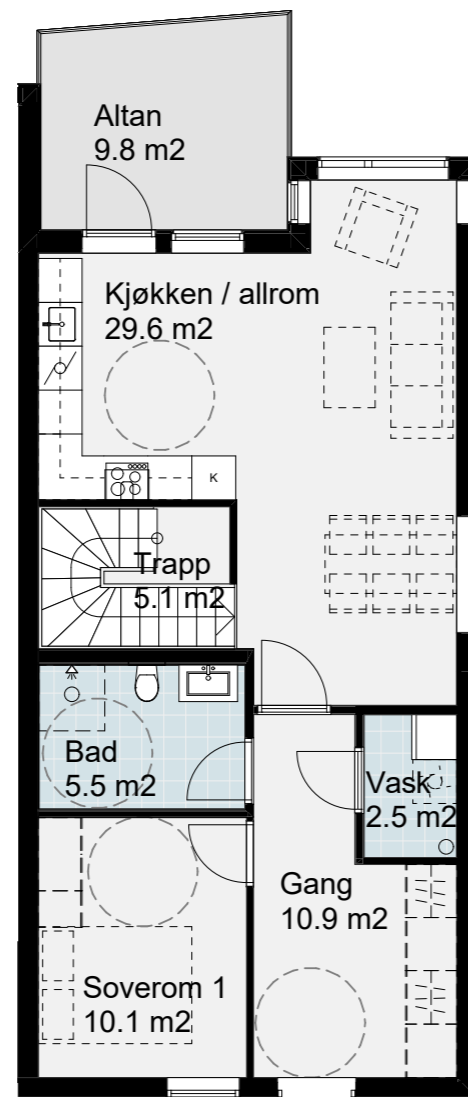 Altan
9.8 m2
Kjøkken / allrom
29.6 m2
K
Trapp
5.1 m2
Bad
5.5 m2
Vask
2.5 m2
Gang
10.9 m2
Soverom 1
10.1 m2